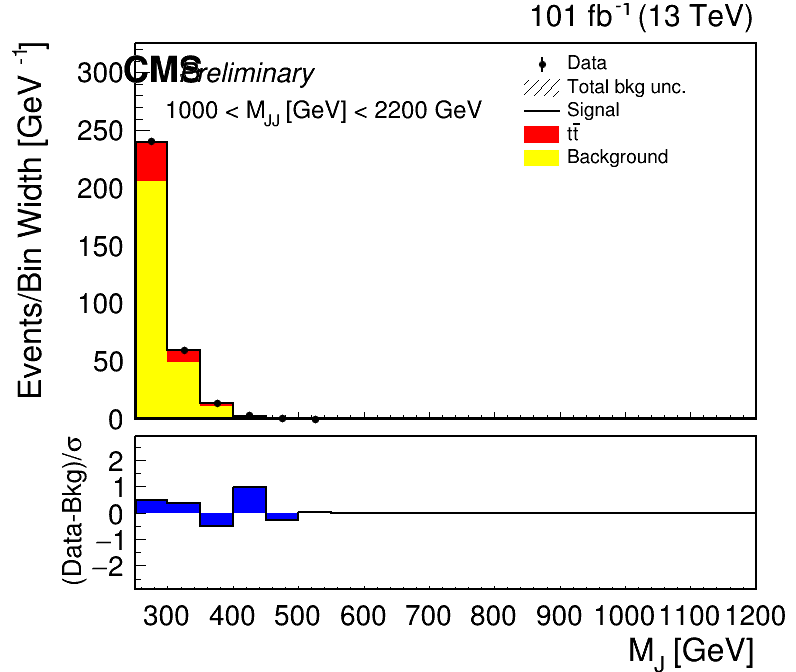 101 fb⁻¹ (13 TeV)
CMS Preliminary
1000 < M_JJ [GeV] < 2200 GeV
Data
Total bkg unc.
Signal
tt̄
Background
Events/Bin Width [GeV⁻¹]
300
250
200
150
100
50
0
(Data-Bkg)/σ
2
1
0
−1
−2
300 400 500 600 700 800 900 1000 1100 1200
M_J [GeV]